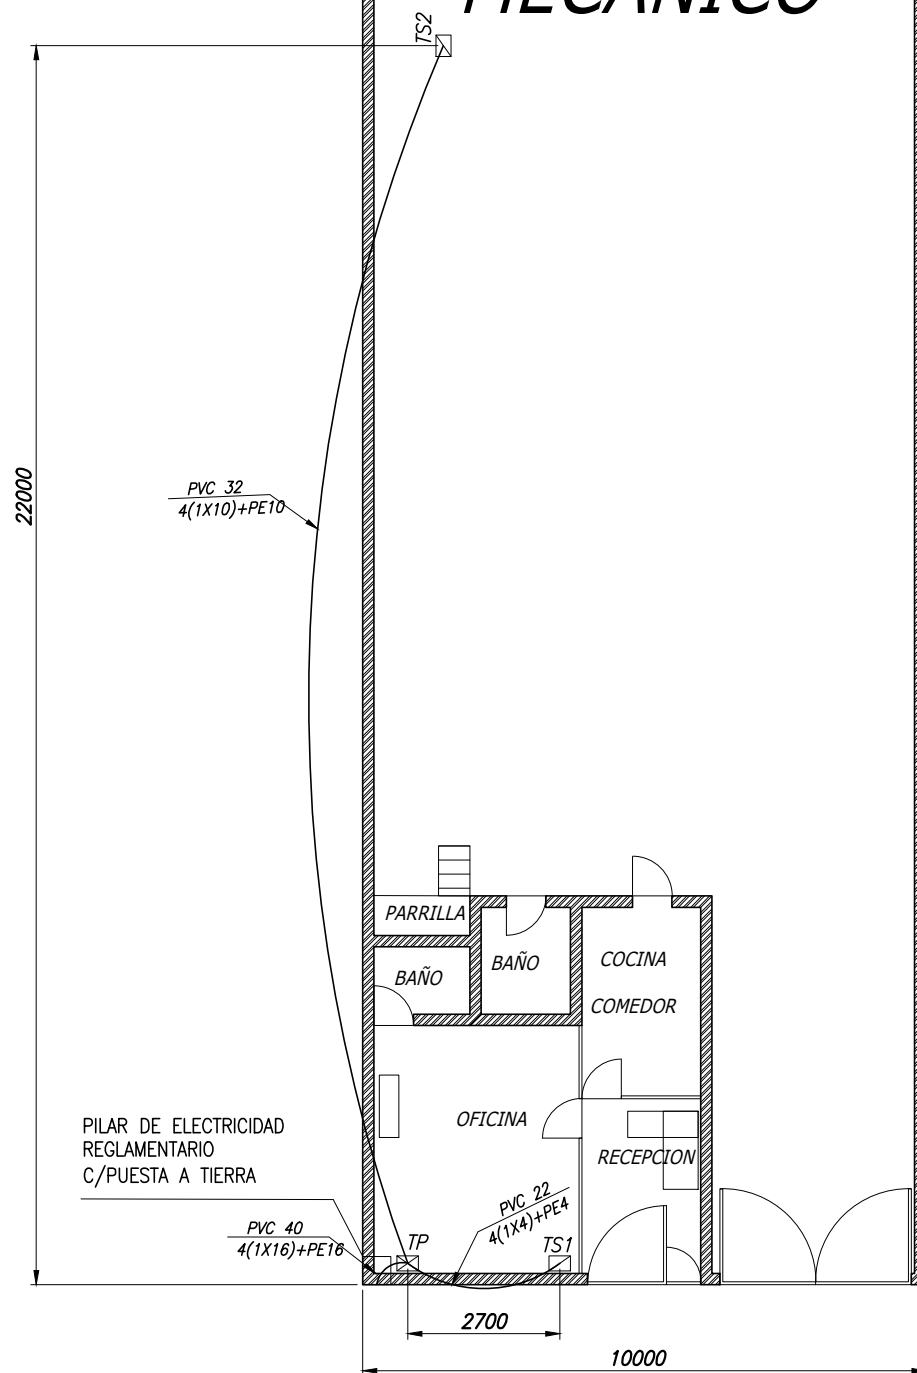 MECANICO
TS2
22000
PVC 32
4(1X10)+PE10
PARRILLA
BAÑO
BAÑO
COCINA
COMEDOR
OFICINA
RECEPCION
PILAR DE ELECTRICIDAD
REGLAMENTARIO
C/PUESTA A TIERRA
PVC 40
4(1X16)+PE16
TP
PVC 22
4(1X4)+PE4
TS1
2700
10000